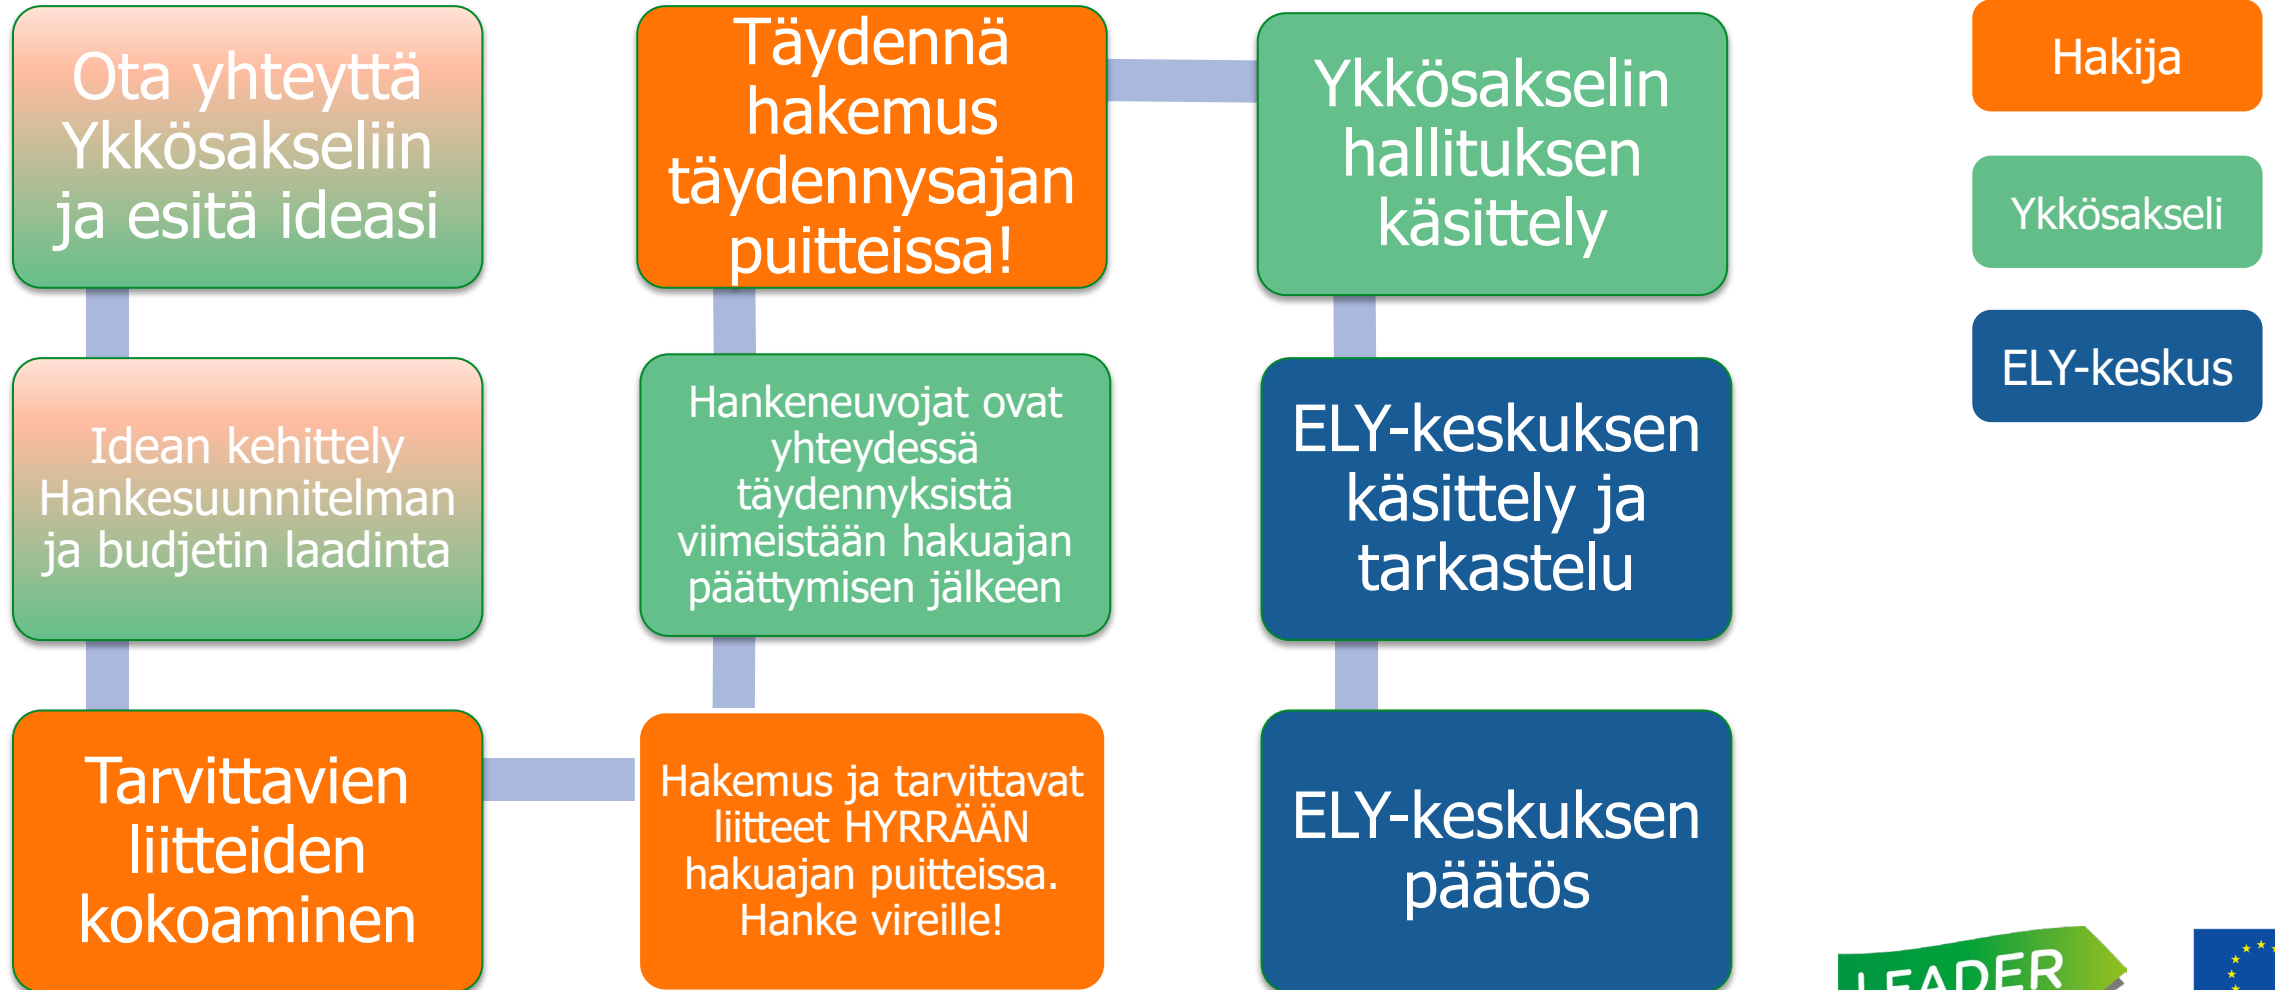 Ota yhteyttä
Ykkösakseliin
ja esitä ideasi
Idean kehittely
Hankesuunnitelman
ja budjetin laadinta
Tarvittavien
liitteiden
kokoaminen
Hakemus ja tarvittavat
liitteet HYRRÄÄN
hakuajan puitteissa.
Hanke vireille!
Hankeneuvojat ovat
yhteydessä
täydennyksistä
viimeistään hakuajan
päättymisen jälkeen
Täydennä
hakemus
täydennysajan
puitteissa!
Ykkösakselin
hallituksen
käsittely
ELY-keskuksen
käsittely ja
tarkastelu
ELY-keskuksen
päätös
Hakija
Ykkösakseli
ELY-keskus
LEADER